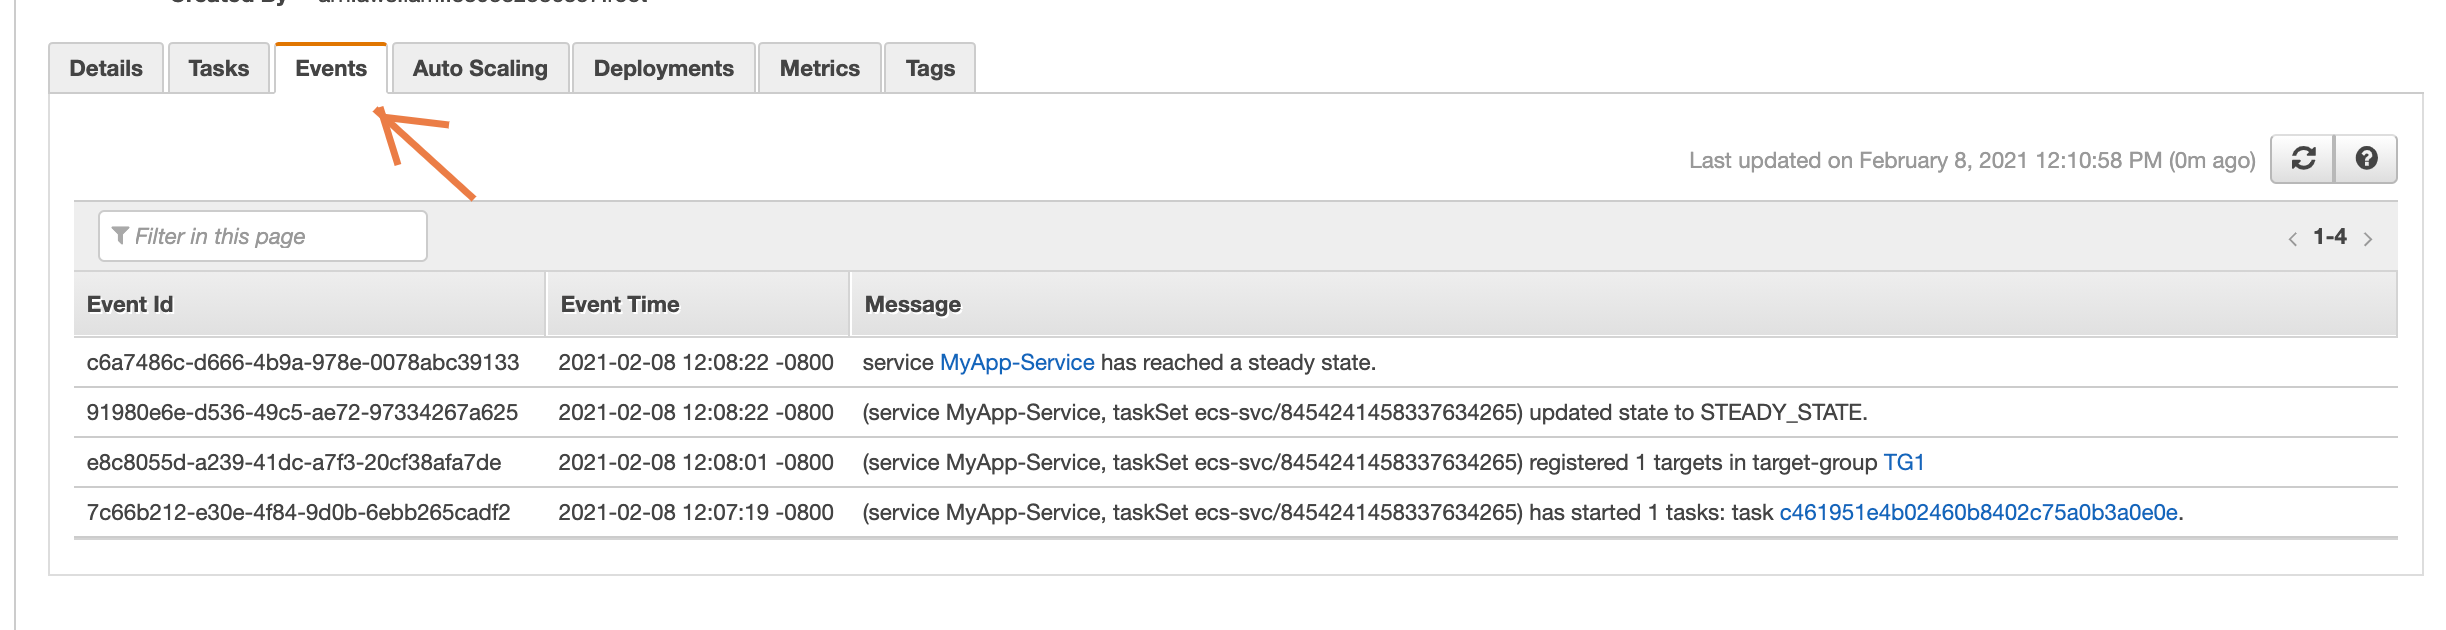 Details Tasks Events Auto Scaling Deployments Metrics Tags
Last updated on February 8, 2021 12:10:58 PM (0m ago)
Filter in this page
1-4
Event Id Event Time Message
c6a7486c-d666-4b9a-978e-0078abc39133 2021-02-08 12:08:22 -0800 service MyApp-Service has reached a steady state.
91980e6e-d536-49c5-ae72-97334267a625 2021-02-08 12:08:22 -0800 (service MyApp-Service, taskSet ecs-svc/8454241458337634265) updated state to STEADY_STATE.
e8c8055d-a239-41dc-a7f3-20cf38afa7de 2021-02-08 12:08:01 -0800 (service MyApp-Service, taskSet ecs-svc/8454241458337634265) registered 1 targets in target-group TG1
7c66b212-e30e-4f84-9d0b-6ebb265cadf2 2021-02-08 12:07:19 -0800 (service MyApp-Service, taskSet ecs-svc/8454241458337634265) has started 1 tasks: task c461951e4b02460b8402c75a0b3a0e0e.